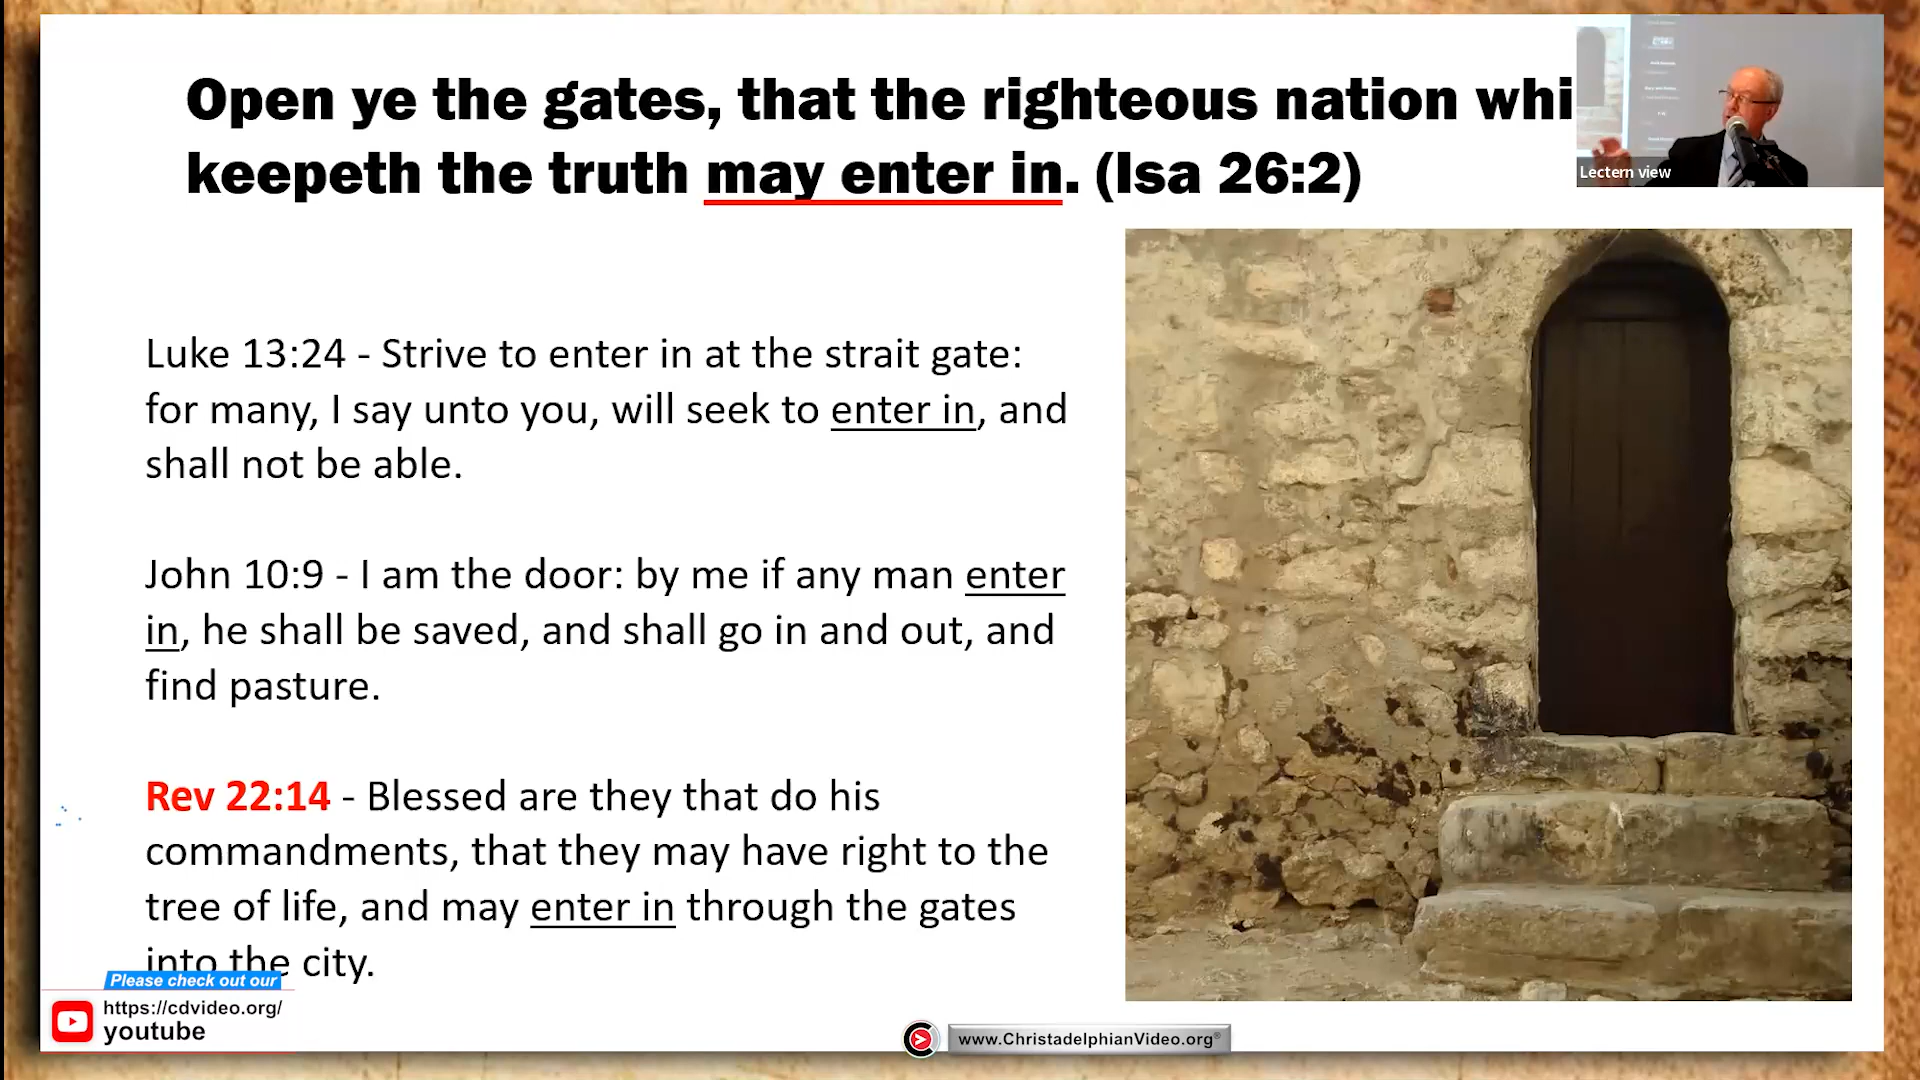 Open ye the gates, that the righteous nation whi
keepeth the truth may enter in. (Isa 26:2)
Lectern view
Luke 13:24 - Strive to enter in at the strait gate:
for many, I say unto you, will seek to enter in, and
shall not be able.
John 10:9 - I am the door: by me if any man enter
in, he shall be saved, and shall go in and out, and
find pasture.
Rev 22:14 - Blessed are they that do his
commandments, that they may have right to the
tree of life, and may enter in through the gates
into the city.
Please check out our
https://cdvideo.org/
youtube
www.ChristadelphianVideo.org®